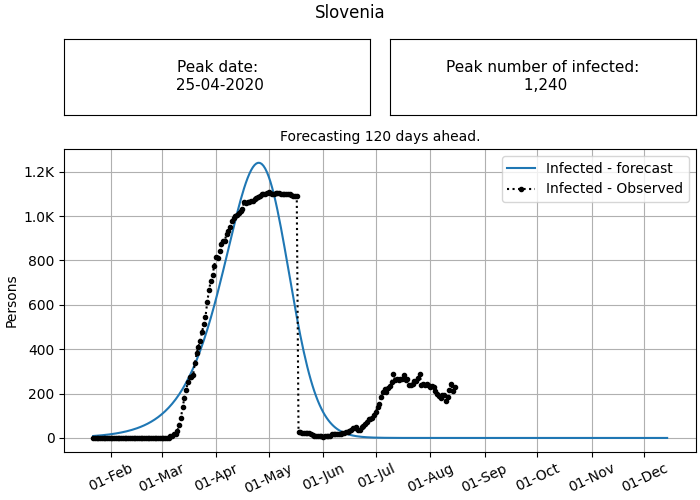 Slovenia
Peak date:
25-04-2020
Peak number of infected:
1,240
Forecasting 120 days ahead.
Infected - forecast
Infected - Observed
1.2K
1.0K
800
600
400
200
0
Persons
01-Feb
01-Mar
01-Apr
01-May
01-Jun
01-Jul
01-Aug
01-Sep
01-Oct
01-Nov
01-Dec